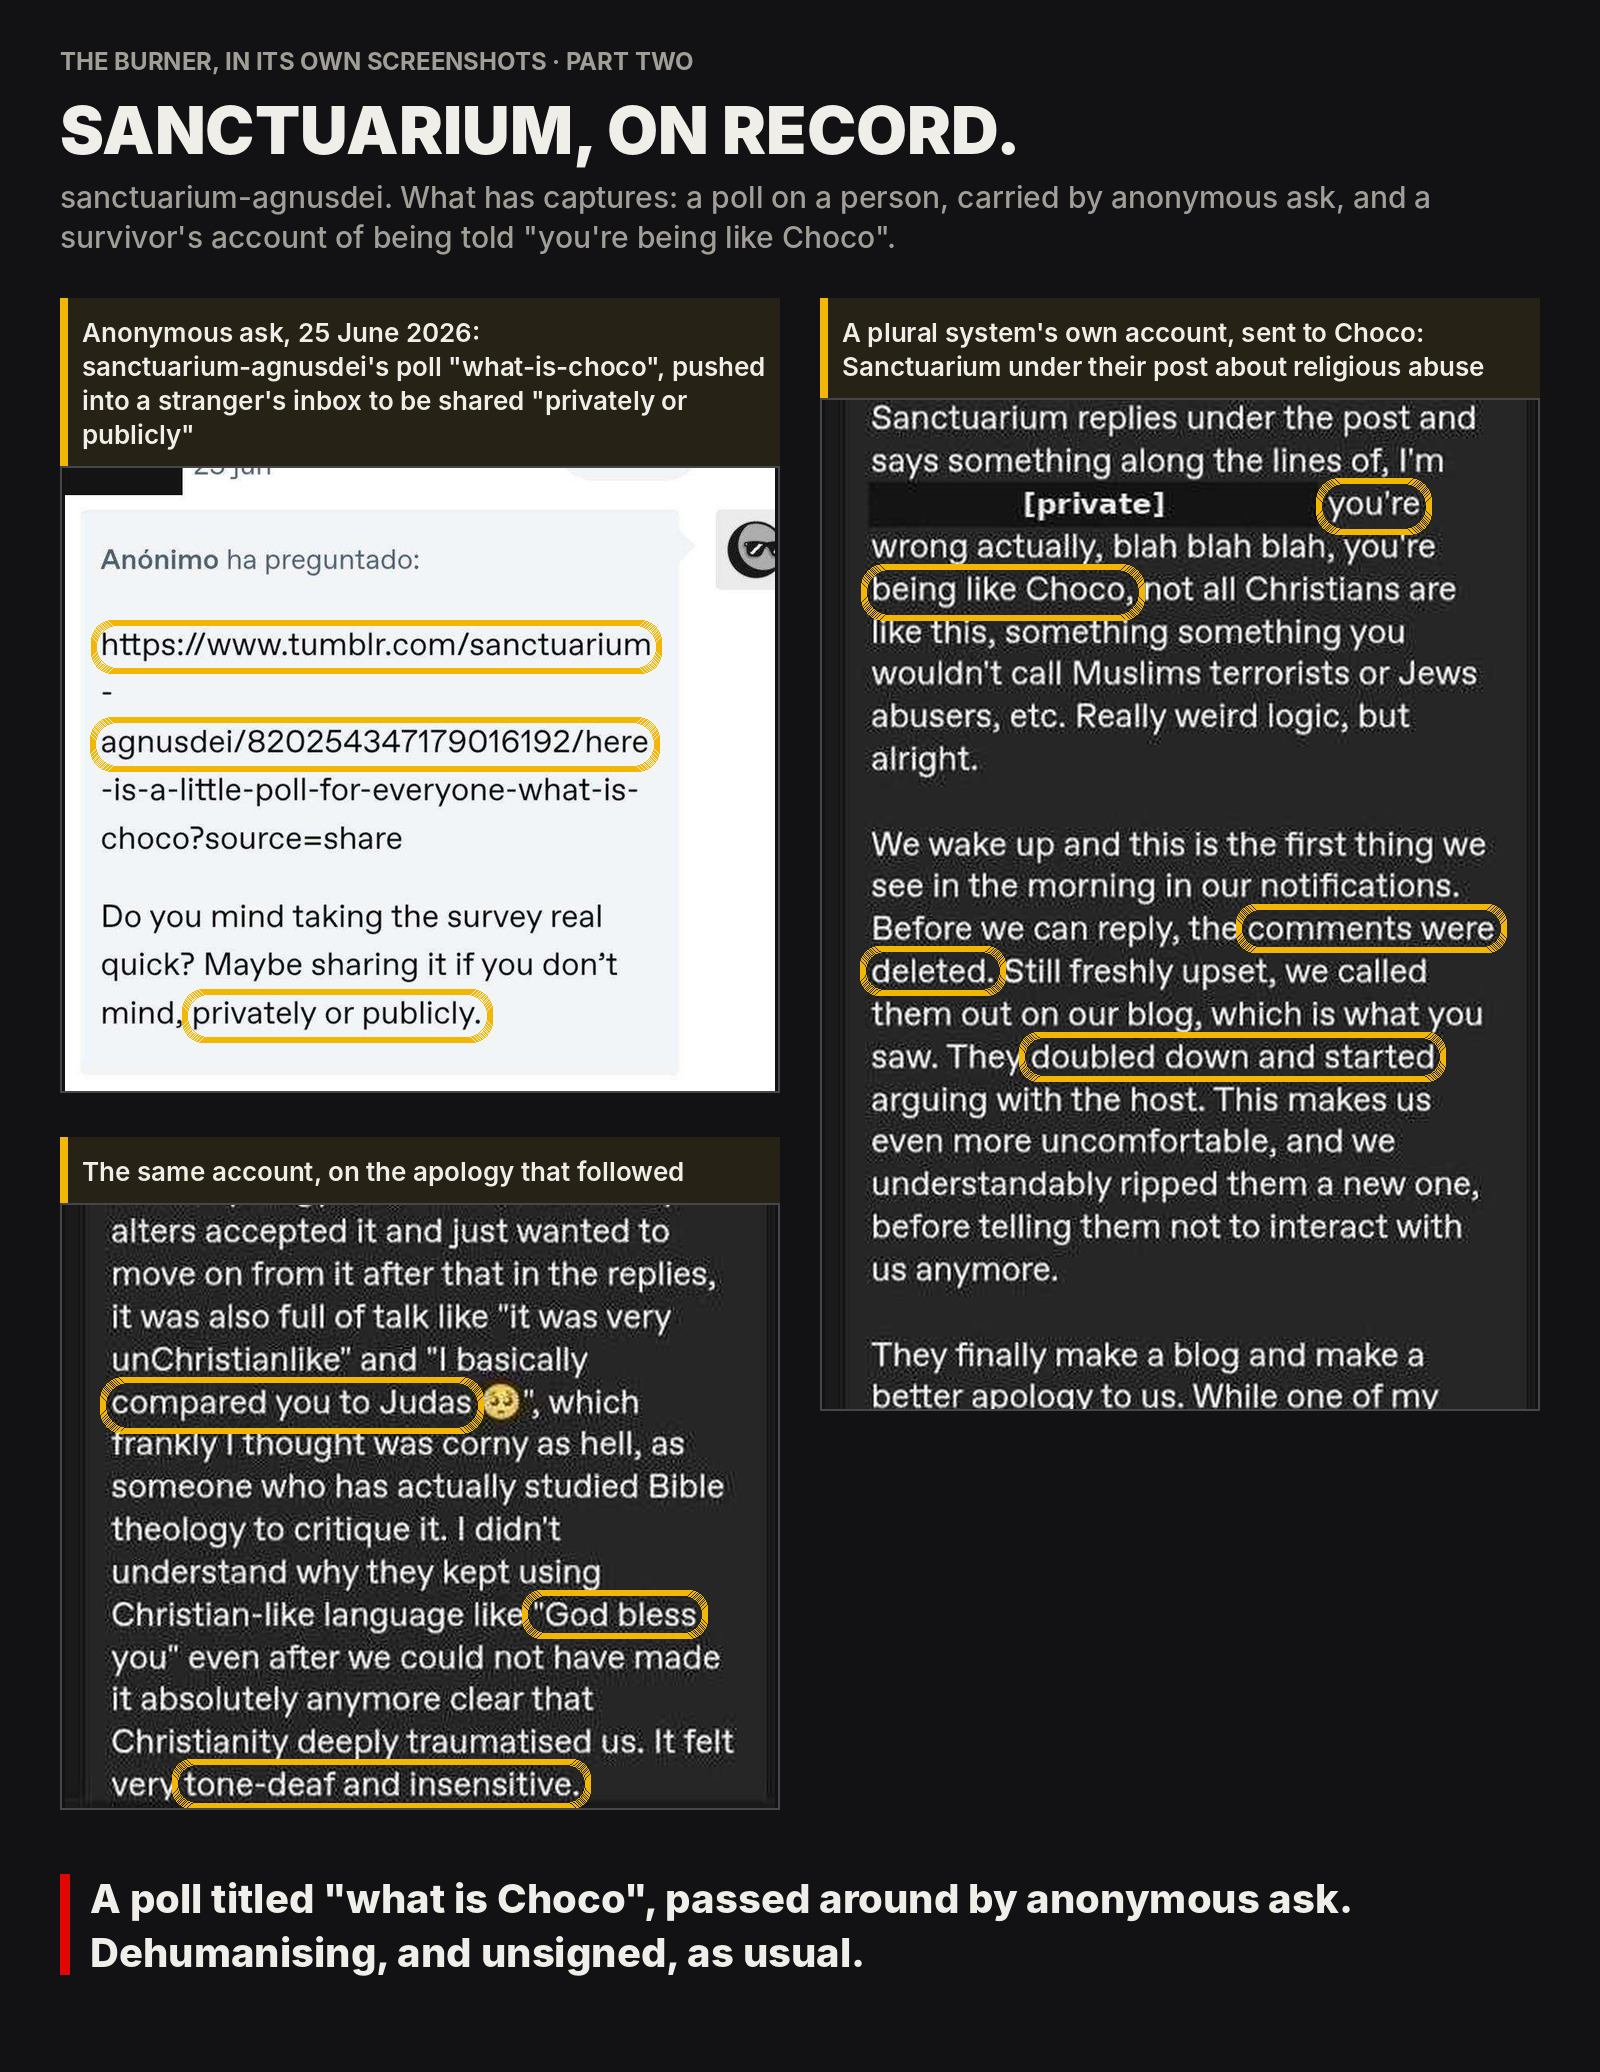 THE BURNER, IN ITS OWN SCREENSHOTS · PART TWO
SANCTUARIUM, ON RECORD.
sanctuarium-agnusdei. What has captures: a poll on a person, carried by anonymous ask, and a
survivor's account of being told "you're being like Choco".
Anonymous ask, 25 June 2026:
sanctuarium-agnusdei's poll "what-is-choco", pushed
into a stranger's inbox to be shared "privately or
publicly"
25 jun
Anónimo ha preguntado:
https://www.tumblr.com/sanctuarium
-
agnusdei/820254347179016192/here
-is-a-little-poll-for-everyone-what-is-
choco?source=share
Do you mind taking the survey real
quick? Maybe sharing it if you don’t
mind, privately or publicly.
The same account, on the apology that followed
alters accepted it and just wanted to
move on from it after that in the replies,
it was also full of talk like "it was very
unChristianlike" and "I basically
compared you to Judas 🥺", which
frankly I thought was corny as hell, as
someone who has actually studied Bible
theology to critique it. I didn't
understand why they kept using
Christian-like language like "God bless
you" even after we could not have made
it absolutely anymore clear that
Christianity deeply traumatised us. It felt
very tone-deaf and insensitive.
A plural system's own account, sent to Choco:
Sanctuarium under their post about religious abuse
Sanctuarium replies under the post and
says something along the lines of, I'm
[private] you're
wrong actually, blah blah blah, you're
being like Choco, not all Christians are
like this, something something you
wouldn't call Muslims terrorists or Jews
abusers, etc. Really weird logic, but
alright.
We wake up and this is the first thing we
see in the morning in our notifications.
Before we can reply, the comments were
deleted. Still freshly upset, we called
them out on our blog, which is what you
saw. They doubled down and started
arguing with the host. This makes us
even more uncomfortable, and we
understandably ripped them a new one,
before telling them not to interact with
us anymore.
They finally make a blog and make a
better apology to us. While one of my
A poll titled "what is Choco", passed around by anonymous ask.
Dehumanising, and unsigned, as usual.